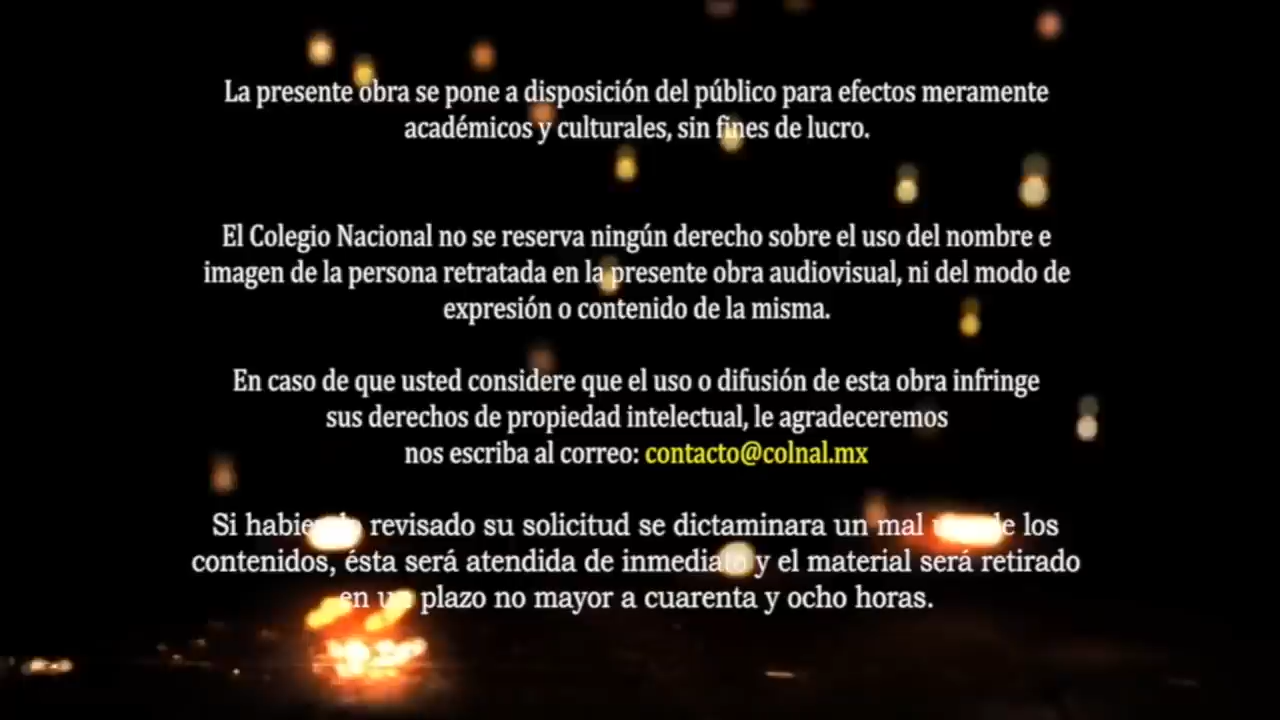 La presente obra se pone a disposición del público para efectos meramente
académicos y culturales, sin fines de lucro.
El Colegio Nacional no se reserva ningún derecho sobre el uso del nombre e
imagen de la persona retratada en la presente obra audiovisual, ni del modo de
expresión o contenido de la misma.
En caso de que usted considere que el uso o difusión de esta obra infringe
sus derechos de propiedad intelectual, le agradeceremos
nos escriba al correo: contacto@colnal.mx
Si habiendo revisado su solicitud se dictaminara un mal uso de los
contenidos, ésta será atendida de inmediato y el material será retirado
en un plazo no mayor a cuarenta y ocho horas.